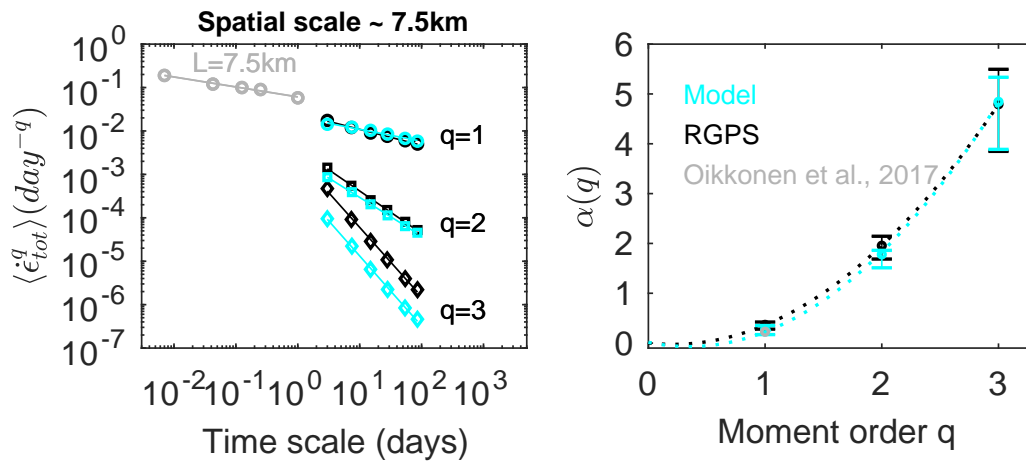 Spatial scale ~ 7.5km
10^0
10^-1
10^-2
10^-3
10^-4
10^-5
10^-6
10^-7
⟨ε̇^q_tot⟩(day^-q)
L=7.5km
q=1
q=2
q=3
10^-2 10^-1 10^0 10^1 10^2 10^3
Time scale (days)
6
5
4
3
2
1
0
α(q)
Model
RGPS
Oikkonen et al., 2017
0 1 2 3
Moment order q